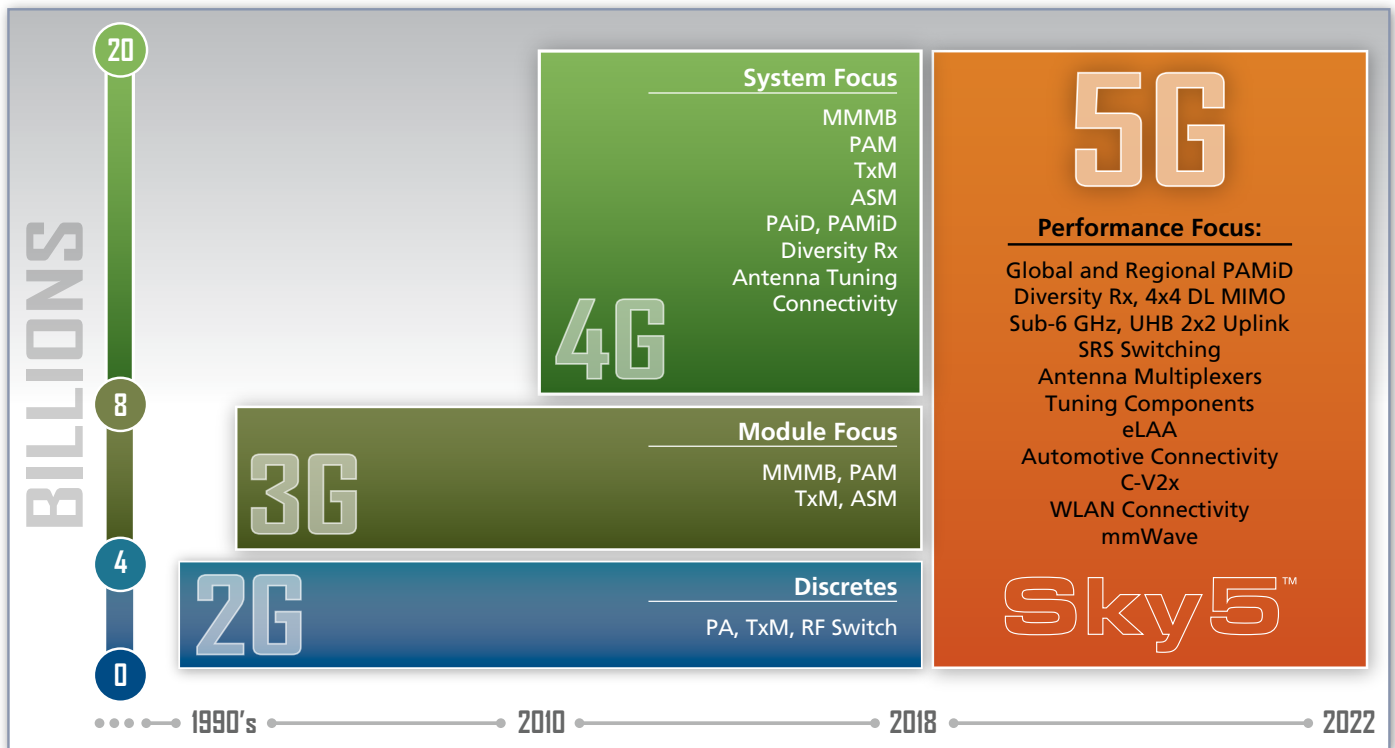 BILLIONS
20
8
4
0
System Focus
MMMB
PAM
TxM
ASM
PAiD, PAMiD
Diversity Rx
Antenna Tuning
Connectivity
4G
Module Focus
MMMB, PAM
TxM, ASM
3G
Discretes
PA, TxM, RF Switch
2G
5G
Performance Focus:
Global and Regional PAMiD
Diversity Rx, 4x4 DL MIMO
Sub-6 GHz, UHB 2x2 Uplink
SRS Switching
Antenna Multiplexers
Tuning Components
eLAA
Automotive Connectivity
C-V2x
WLAN Connectivity
mmWave
Sky5™
1990's 2010 2018 2022